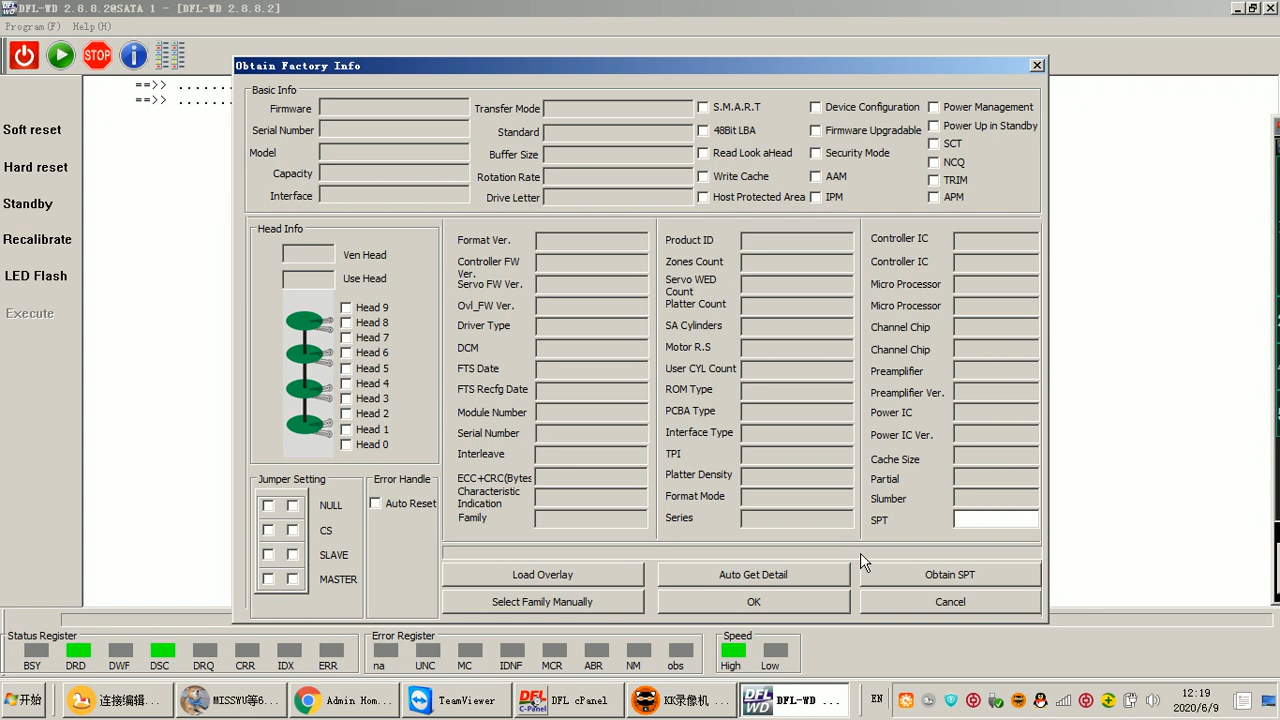 DFL-WD 2.8.8.2@SATA 1 - [DFL-WD 2.8.8.2]
Program(F) Help(H)
STOP
==>> .......
==>> .......
Soft reset
Hard reset
Standby
Recalibrate
LED Flash
Execute
Obtain Factory Info
Basic Info
Firmware
Serial Number
Model
Capacity
Interface
Transfer Mode
Standard
Buffer Size
Rotation Rate
Drive Letter
S.M.A.R.T
48Bit LBA
Read Look aHead
Write Cache
Host Protected Area
Device Configuration
Firmware Upgradable
Security Mode
AAM
IPM
Power Management
Power Up in Standby
SCT
NCQ
TRIM
APM
Head Info
Ven Head
Use Head
Head 9
Head 8
Head 7
Head 6
Head 5
Head 4
Head 3
Head 2
Head 1
Head 0
Jumper Setting
NULL
CS
SLAVE
MASTER
Error Handle
Auto Reset
Format Ver.
Controller FW
Ver.
Servo FW Ver.
Ovl_FW Ver.
Driver Type
DCM
FTS Date
FTS Recfg Date
Module Number
Serial Number
Interleave
ECC+CRC(Bytes
Characteristic
Indication
Family
Product ID
Zones Count
Servo WED
Count
Platter Count
SA Cylinders
Motor R.S
User CYL Count
ROM Type
PCBA Type
Interface Type
TPI
Platter Density
Format Mode
Series
Controller IC
Controller IC
Micro Processor
Micro Processor
Channel Chip
Channel Chip
Preamplifier
Preamplifier Ver.
Power IC
Power IC Ver.
Cache Size
Partial
Slumber
SPT
Load Overlay
Auto Get Detail
Obtain SPT
Select Family Manually
OK
Cancel
Status Register
BSY DRD DWF DSC DRQ CRR IDX ERR
Error Register
na UNC MC IDNF MCR ABR NM obs
Speed
High Low
开始
连接编辑...
MISSWU等6...
Admin Hom...
TeamViewer
DFL cPanel
KK录像机 ...
DFL-WD ...
EN
12:19
2020/6/9